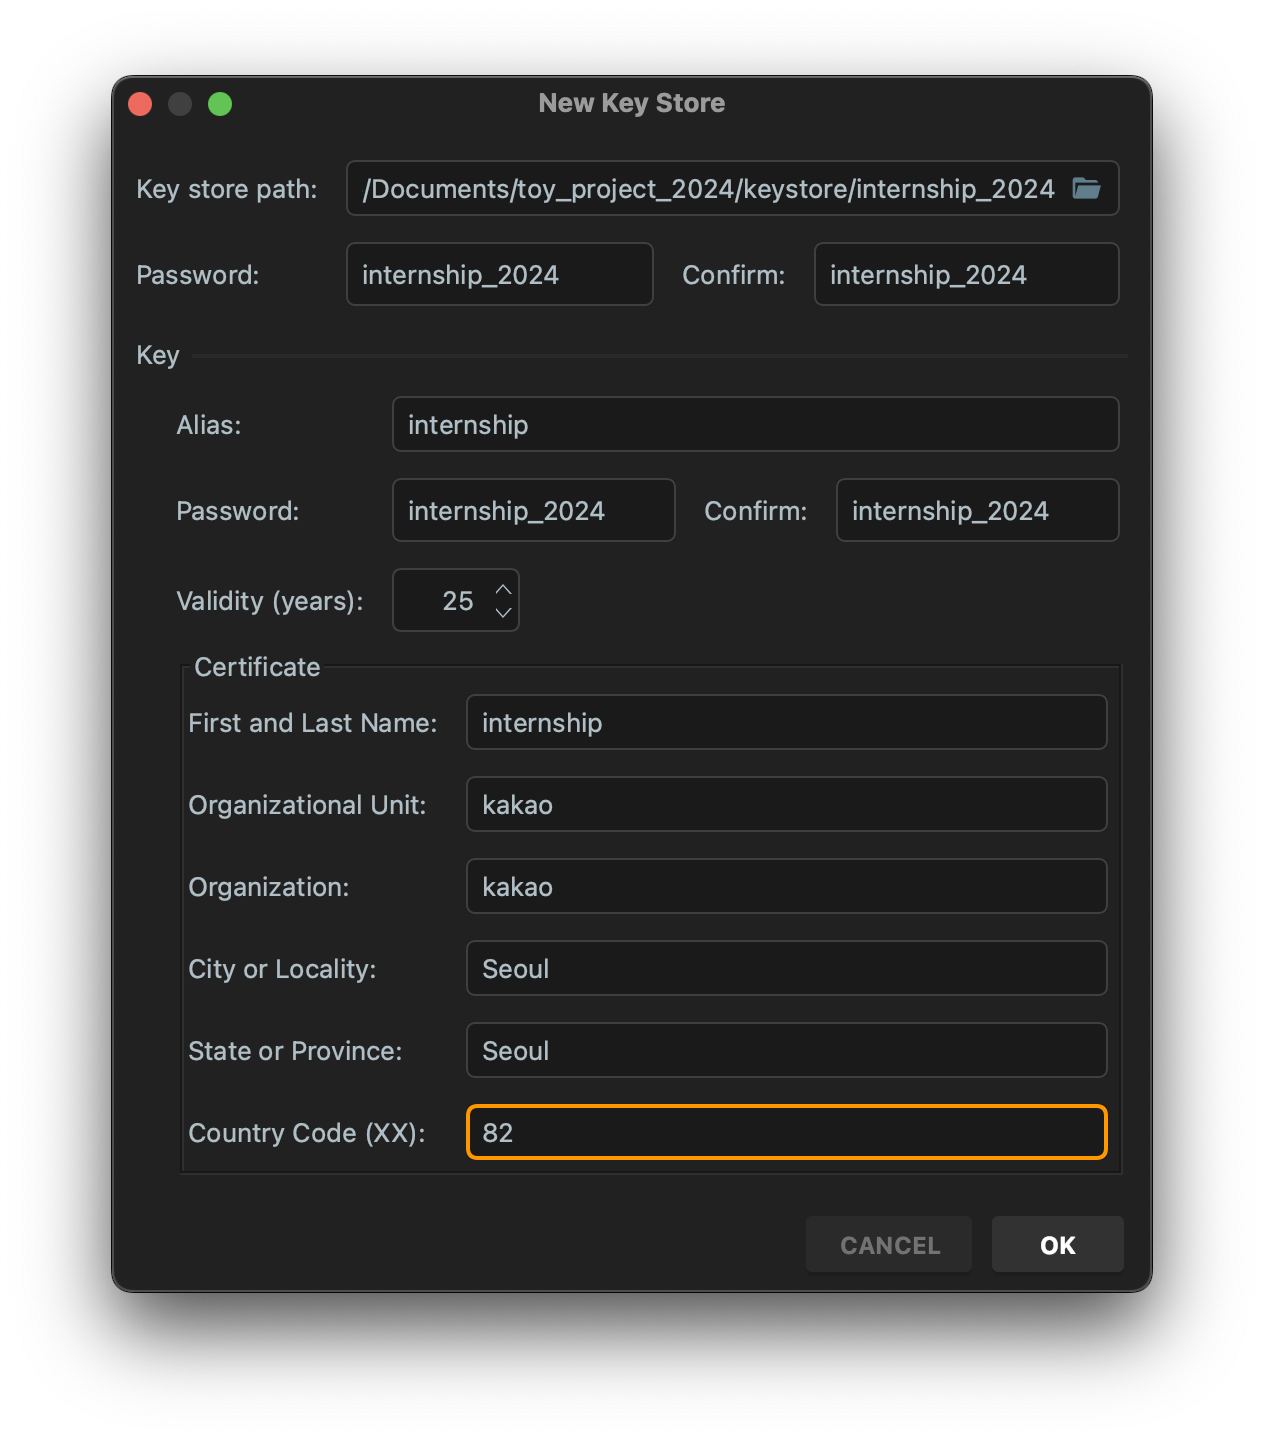 New Key Store
Key store path: /Documents/toy_project_2024/keystore/internship_2024
Password: internship_2024 Confirm: internship_2024
Key
Alias: internship
Password: internship_2024 Confirm: internship_2024
Validity (years): 25
Certificate
First and Last Name: internship
Organizational Unit: kakao
Organization: kakao
City or Locality: Seoul
State or Province: Seoul
Country Code (XX): 82
CANCEL OK